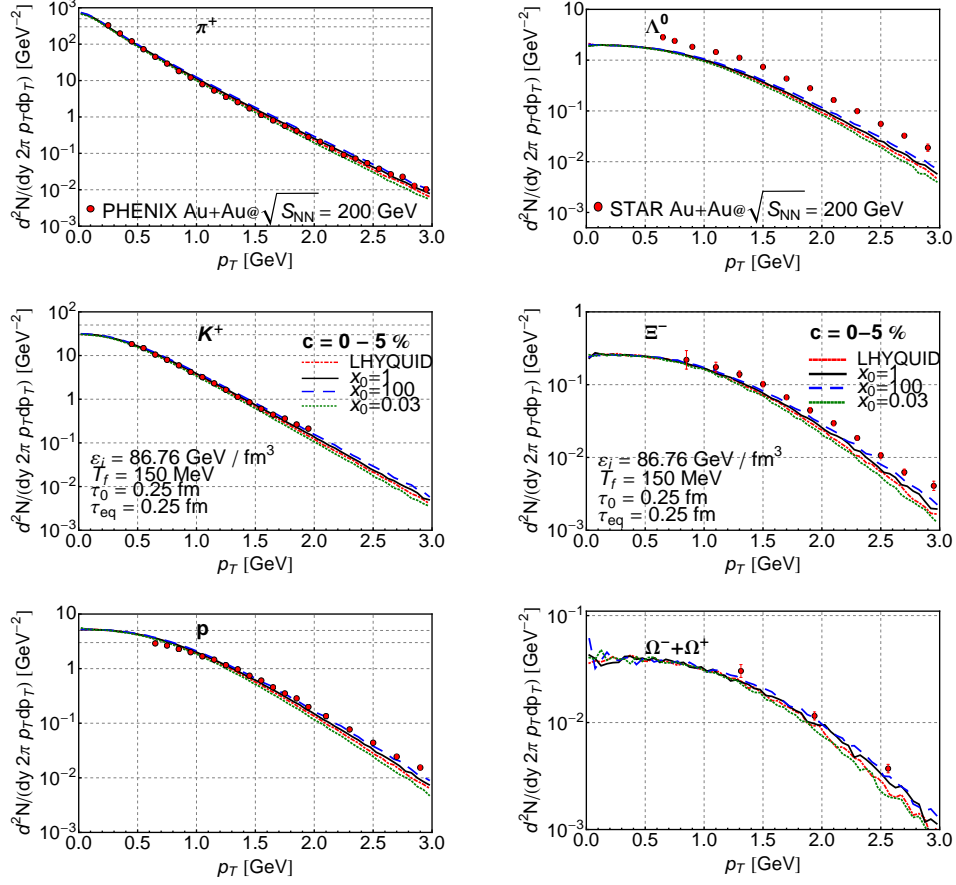 10³
10²
10
1
10⁻¹
10⁻²
10⁻³
d²N/(dy 2π p_T dp_T) [GeV⁻²]
π⁺
PHENIX Au+Au@√S_NN = 200 GeV
0.0 0.5 1.0 1.5 2.0 2.5 3.0
p_T [GeV]
10
1
10⁻¹
10⁻²
10⁻³
d²N/(dy 2π p_T dp_T) [GeV⁻²]
Λ⁰
STAR Au+Au@√S_NN = 200 GeV
0.0 0.5 1.0 1.5 2.0 2.5 3.0
p_T [GeV]
10²
10
1
10⁻¹
10⁻²
10⁻³
d²N/(dy 2π p_T dp_T) [GeV⁻²]
K⁺
c = 0 – 5 %
LHYQUID
x₀=1
x₀=100
x₀=0.03
ε_i = 86.76 GeV / fm³
T_f = 150 MeV
τ₀ = 0.25 fm
τ_eq = 0.25 fm
0.0 0.5 1.0 1.5 2.0 2.5 3.0
p_T [GeV]
1
10⁻¹
10⁻²
10⁻³
d²N/(dy 2π p_T dp_T) [GeV⁻²]
Ξ⁻
c = 0–5 %
LHYQUID
x₀=1
x₀=100
x₀=0.03
ε_i = 86.76 GeV / fm³
T_f = 150 MeV
τ₀ = 0.25 fm
τ_eq = 0.25 fm
0.0 0.5 1.0 1.5 2.0 2.5 3.0
p_T [GeV]
10
1
10⁻¹
10⁻²
10⁻³
d²N/(dy 2π p_T dp_T) [GeV⁻²]
p
0.0 0.5 1.0 1.5 2.0 2.5 3.0
p_T [GeV]
10⁻¹
10⁻²
10⁻³
d²N/(dy 2π p_T dp_T) [GeV⁻²]
Ω⁻+Ω⁺
0.0 0.5 1.0 1.5 2.0 2.5 3.0
p_T [GeV]